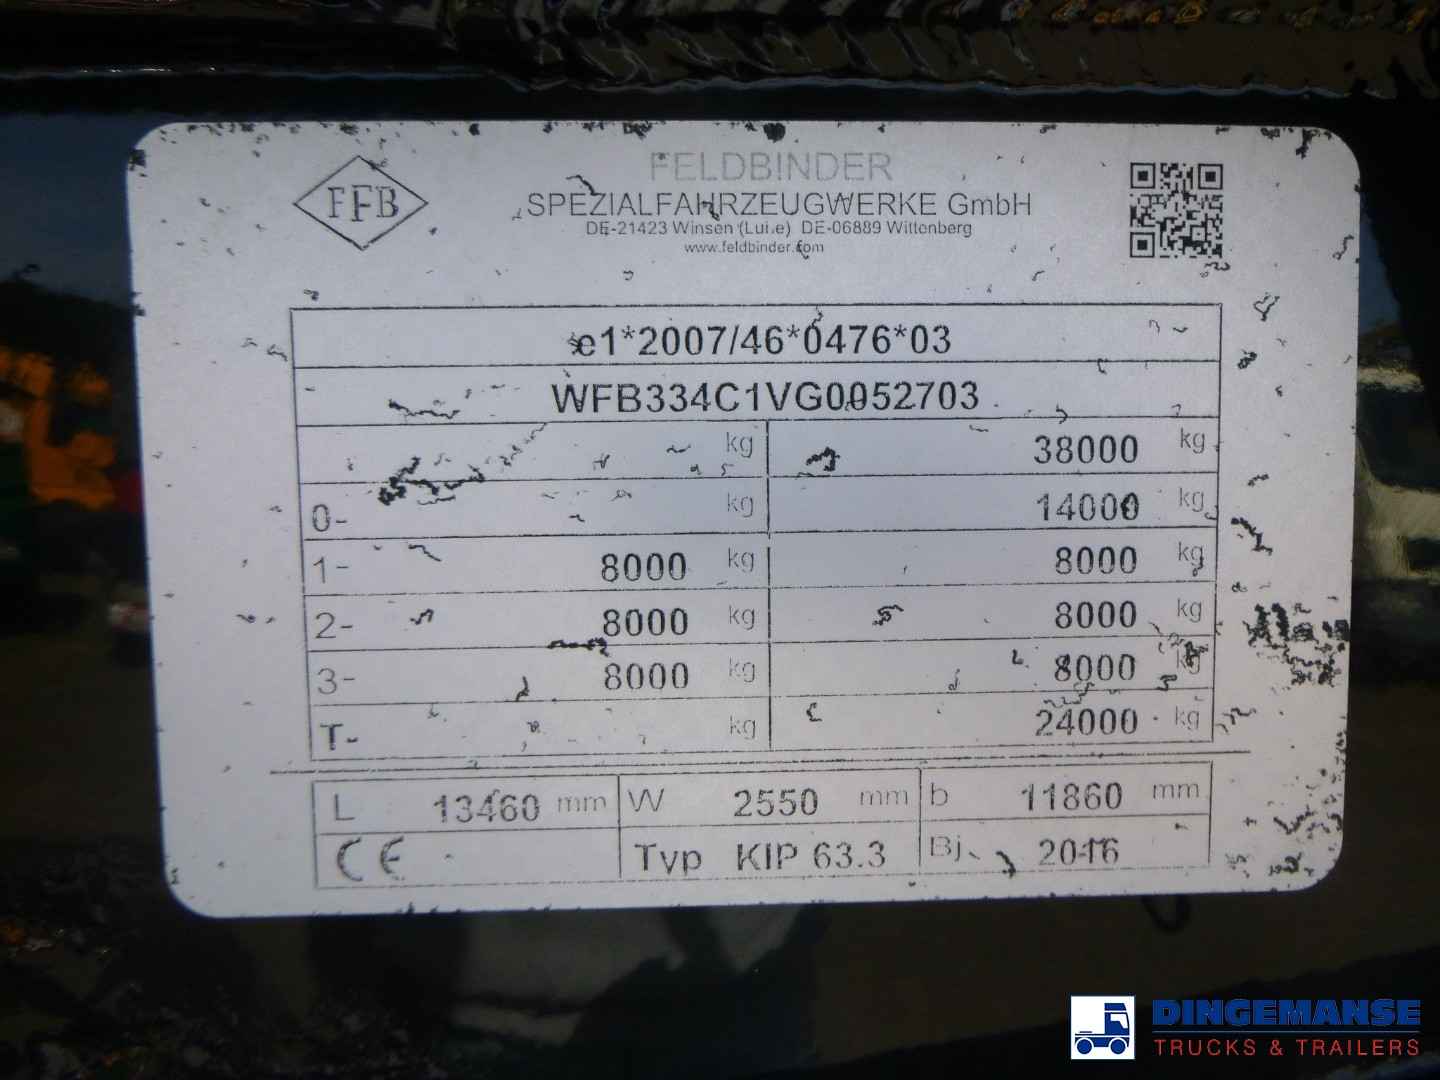 FFB
FELDBINDER
SPEZIALFAHRZEUGWERKE GmbH
DE-21423 Winsen (Luhe) DE-06889 Wittenberg
www.feldbinder.com
e1*2007/46*0476*03
WFB334C1VG0052703
kg 38000 kg
0- kg 14000 kg
1- 8000 kg 8000 kg
2- 8000 kg 8000 kg
3- 8000 kg 8000 kg
T- kg 24000 kg
L 13460 mm W 2550 mm b 11860 mm
CE Typ KIP 63.3 Bj. 2016
DINGEMANSE
TRUCKS & TRAILERS